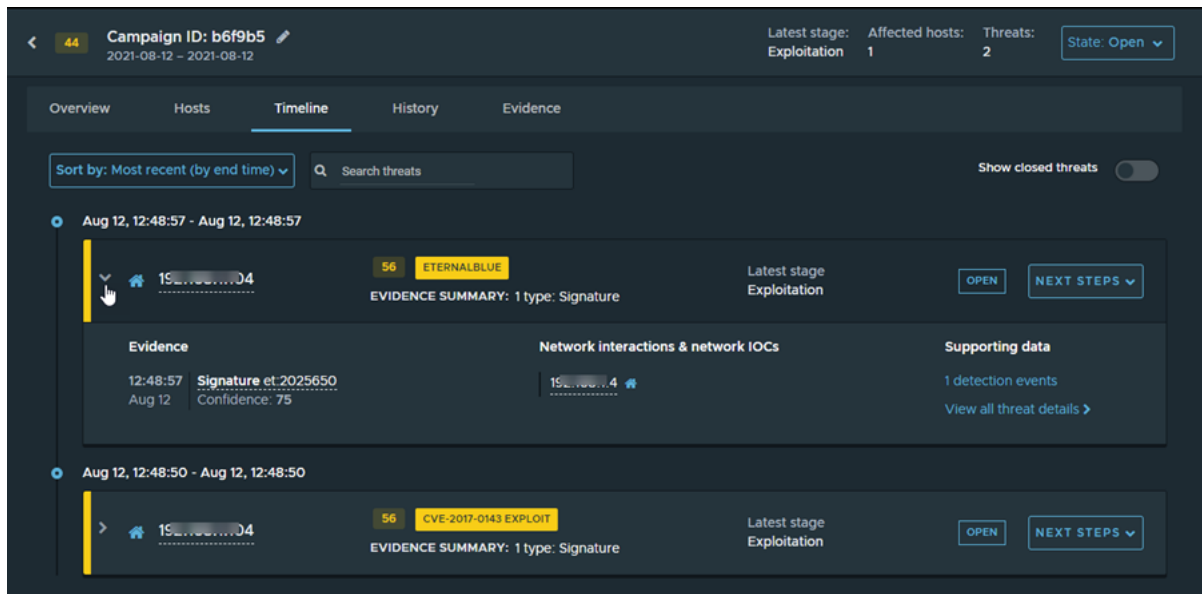 44
Campaign ID: b6f9b5
2021-08-12 – 2021-08-12
Latest stage:
Exploitation
Affected hosts:
1
Threats:
2
State: Open
Overview Hosts Timeline History Evidence
Sort by: Most recent (by end time)
Search threats
Show closed threats
Aug 12, 12:48:57 - Aug 12, 12:48:57
56 ETERNALBLUE
EVIDENCE SUMMARY: 1 type: Signature
Latest stage
Exploitation
OPEN
NEXT STEPS
Evidence
12:48:57 Signature et:2025650
Aug 12 Confidence: 75
Network interactions & network IOCs
Supporting data
1 detection events
View all threat details
Aug 12, 12:48:50 - Aug 12, 12:48:50
56 CVE-2017-0143 EXPLOIT
EVIDENCE SUMMARY: 1 type: Signature
Latest stage
Exploitation
OPEN
NEXT STEPS